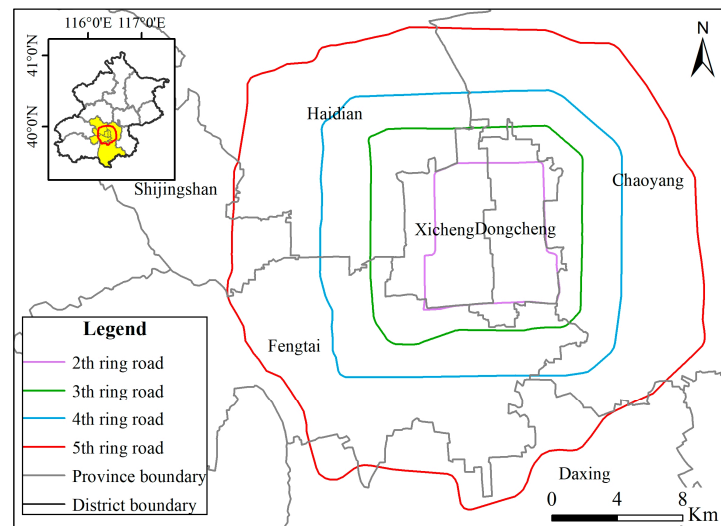 116°0'E 117°0'E
41°0'N
40°0'N
N
Haidian
Shijingshan
Chaoyang
Xicheng Dongcheng
Fengtai
Daxing
Legend
2th ring road
3th ring road
4th ring road
5th ring road
Province boundary
District boundary
0 4 8
Km